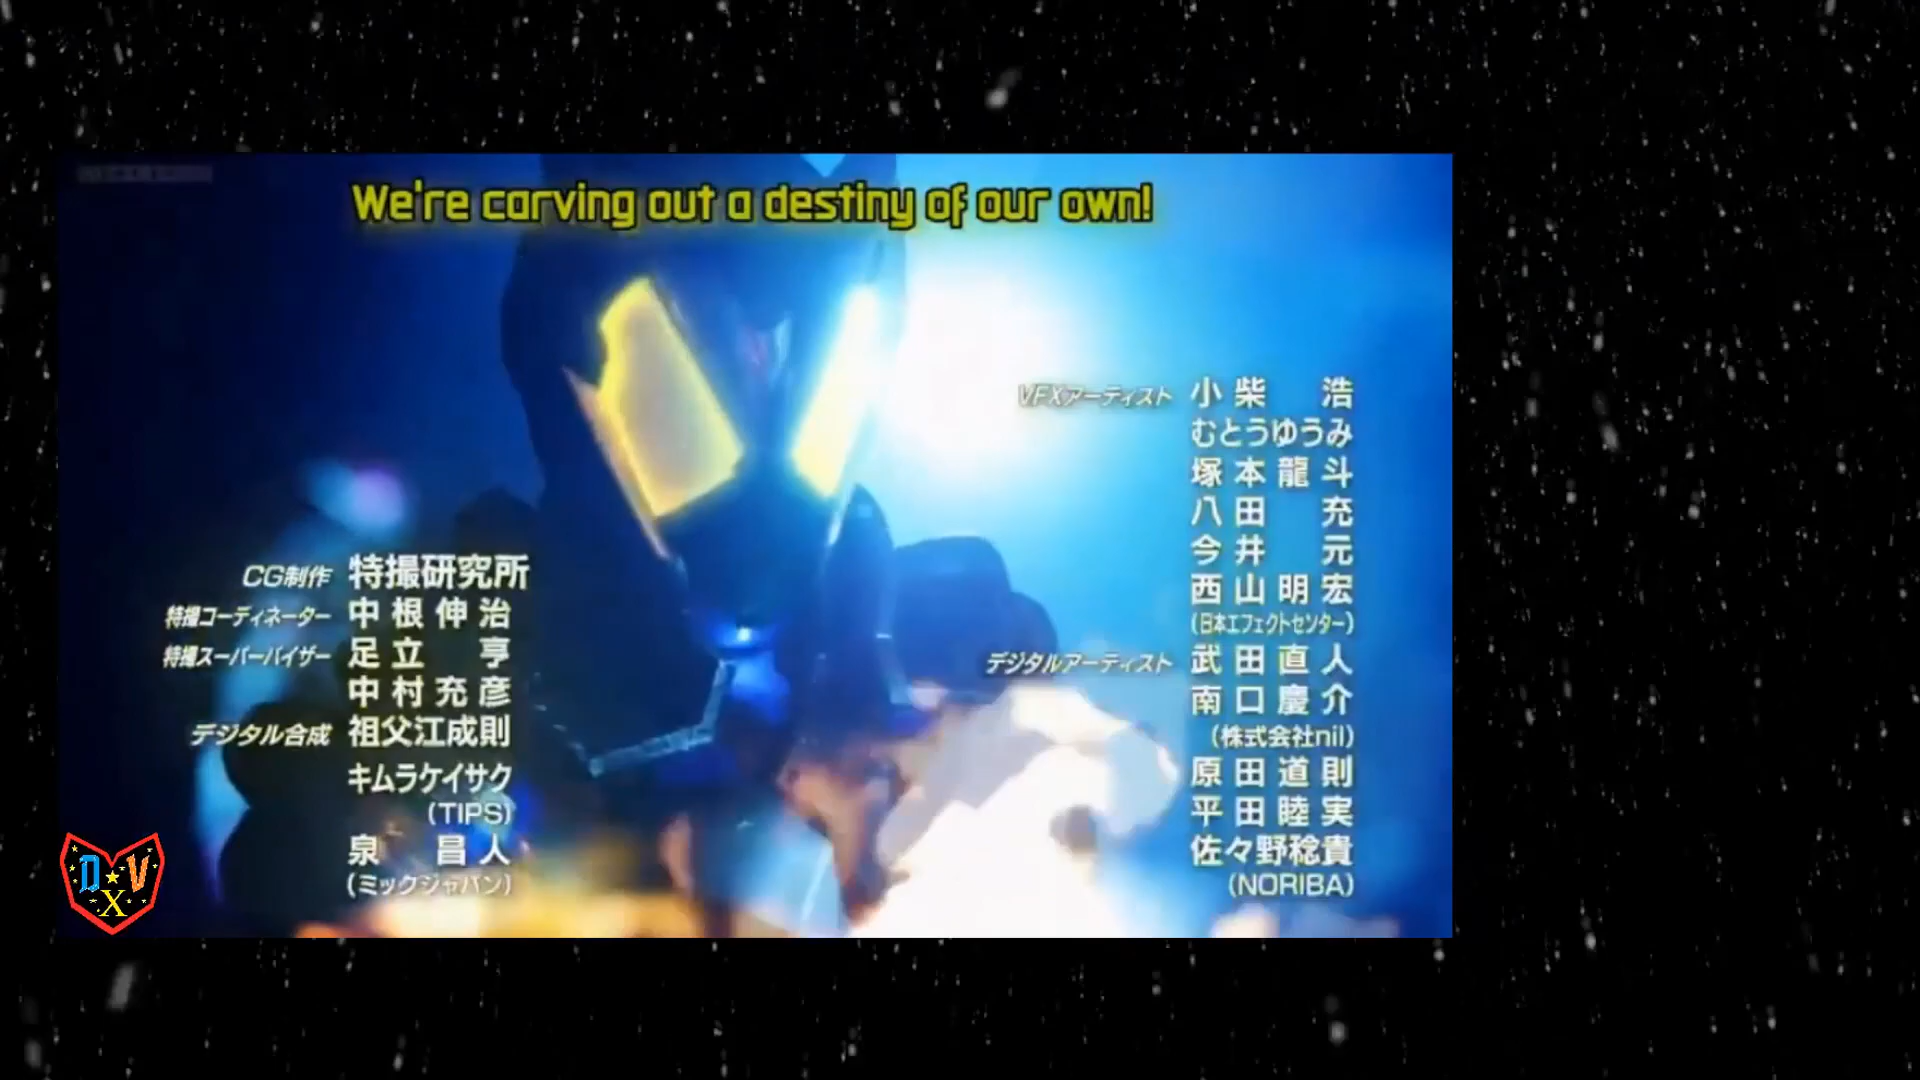 We're carving out a destiny of our own!
CG制作 特撮研究所
特撮コーディネーター 中根伸治
特撮スーパーバイザー 足立 亨
中村充彦
デジタル合成 祖父江成則
キムラケイサク
(TIPS)
泉 昌人
(ミックジャパン)
VFXアーティスト 小柴 浩
むとうゆうみ
塚本龍斗
八田 充
今井 元
西山明宏
(日本エフェクトセンター)
デジタルアーティスト 武田直人
南口慶介
(株式会社nil)
原田道則
平田睦実
佐々野稔貴
(NORIBA)
D V
X